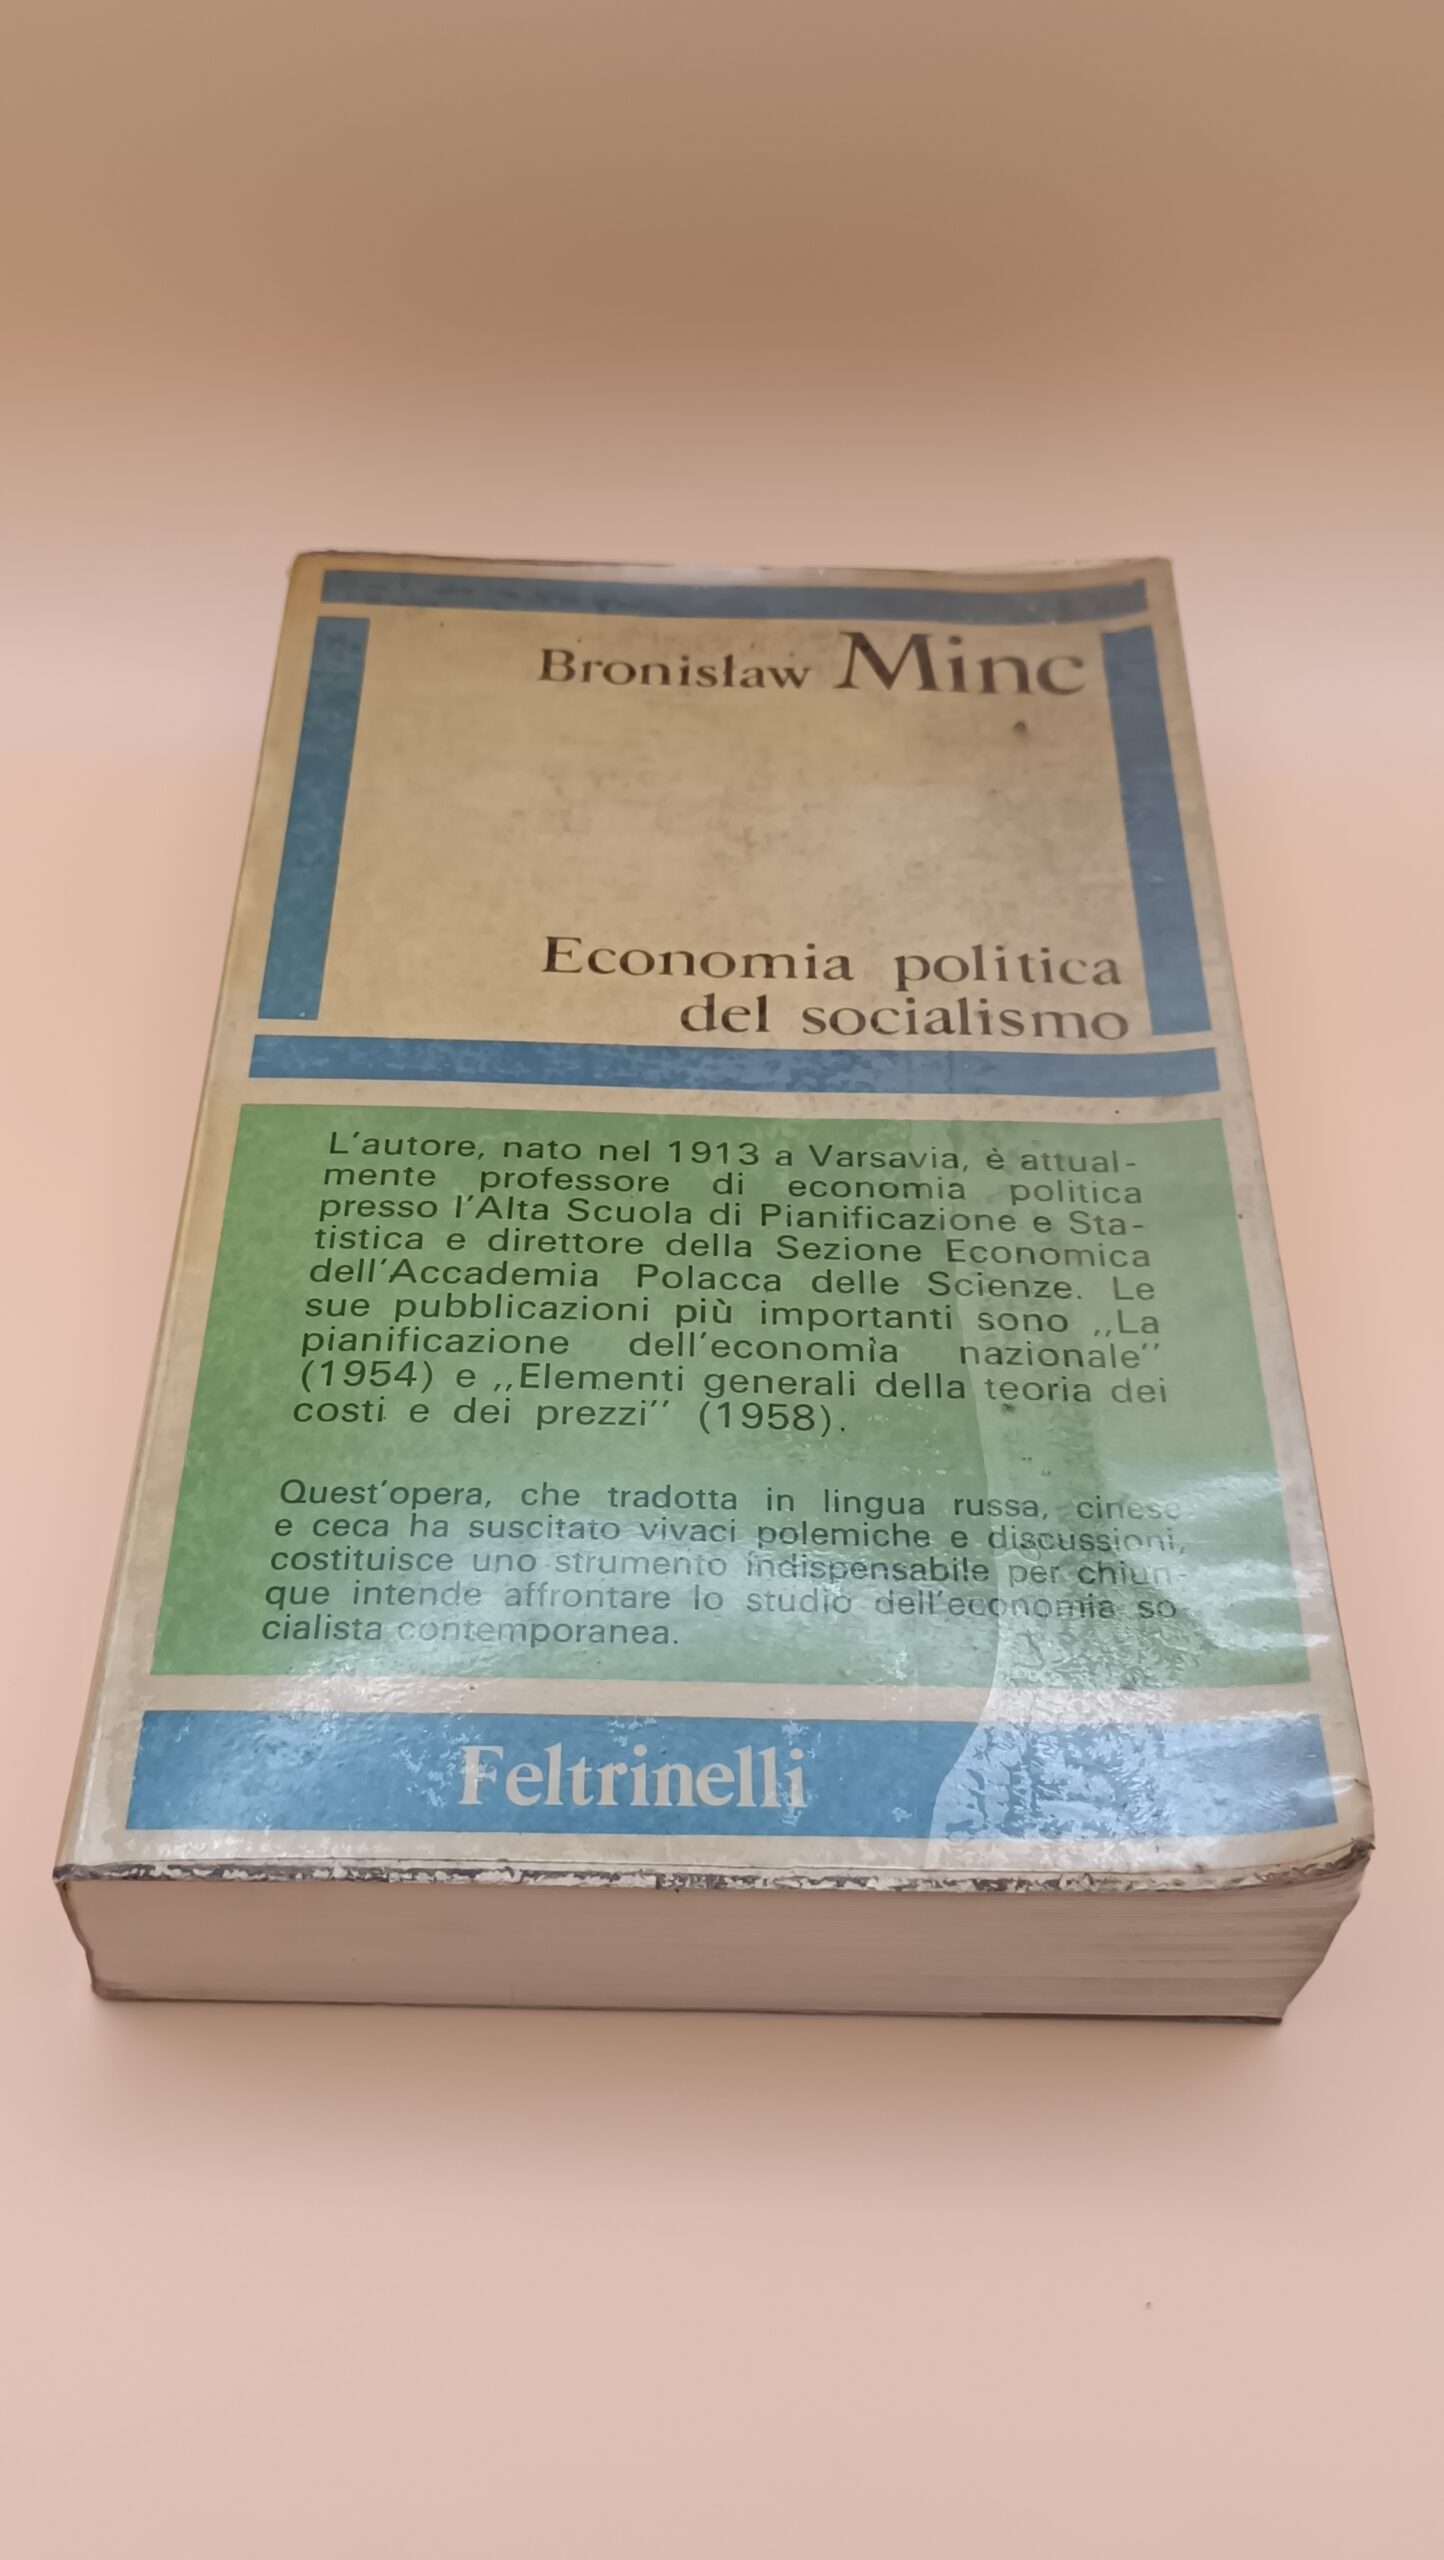 Bronisław Minc
Economia politica
del socialismo
L'autore, nato nel 1913 a Varsavia, è attual-
mente professore di economia politica
presso l'Alta Scuola di Pianificazione e Sta-
tistica e direttore della Sezione Economica
dell'Accademia Polacca delle Scienze. Le
sue pubblicazioni più importanti sono ,,La
pianificazione dell'economia nazionale''
(1954) e ,,Elementi generali della teoria dei
costi e dei prezzi'' (1958).
Quest'opera, che tradotta in lingua russa, cinese
e ceca ha suscitato vivaci polemiche e discussioni,
costituisce uno strumento indispensabile per chiun-
que intende affrontare lo studio dell'economia so-
cialista contemporanea.
Feltrinelli